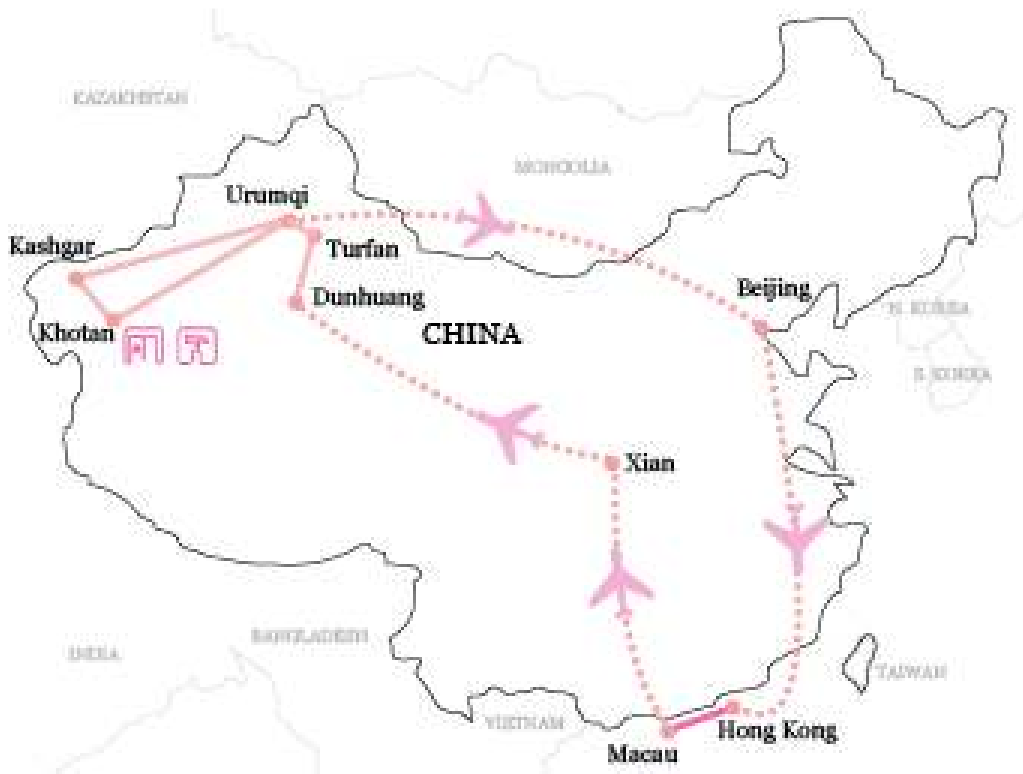 KAZAKHSTAN
MONGOLIA
Urumqi
Kashgar
Turfan
Dunhuang
Beijing
N. KOREA
Khotan
CHINA
S. KOREA
Xian
BANGLADESH
INDIA
TAIWAN
VIETNAM
Hong Kong
Macau